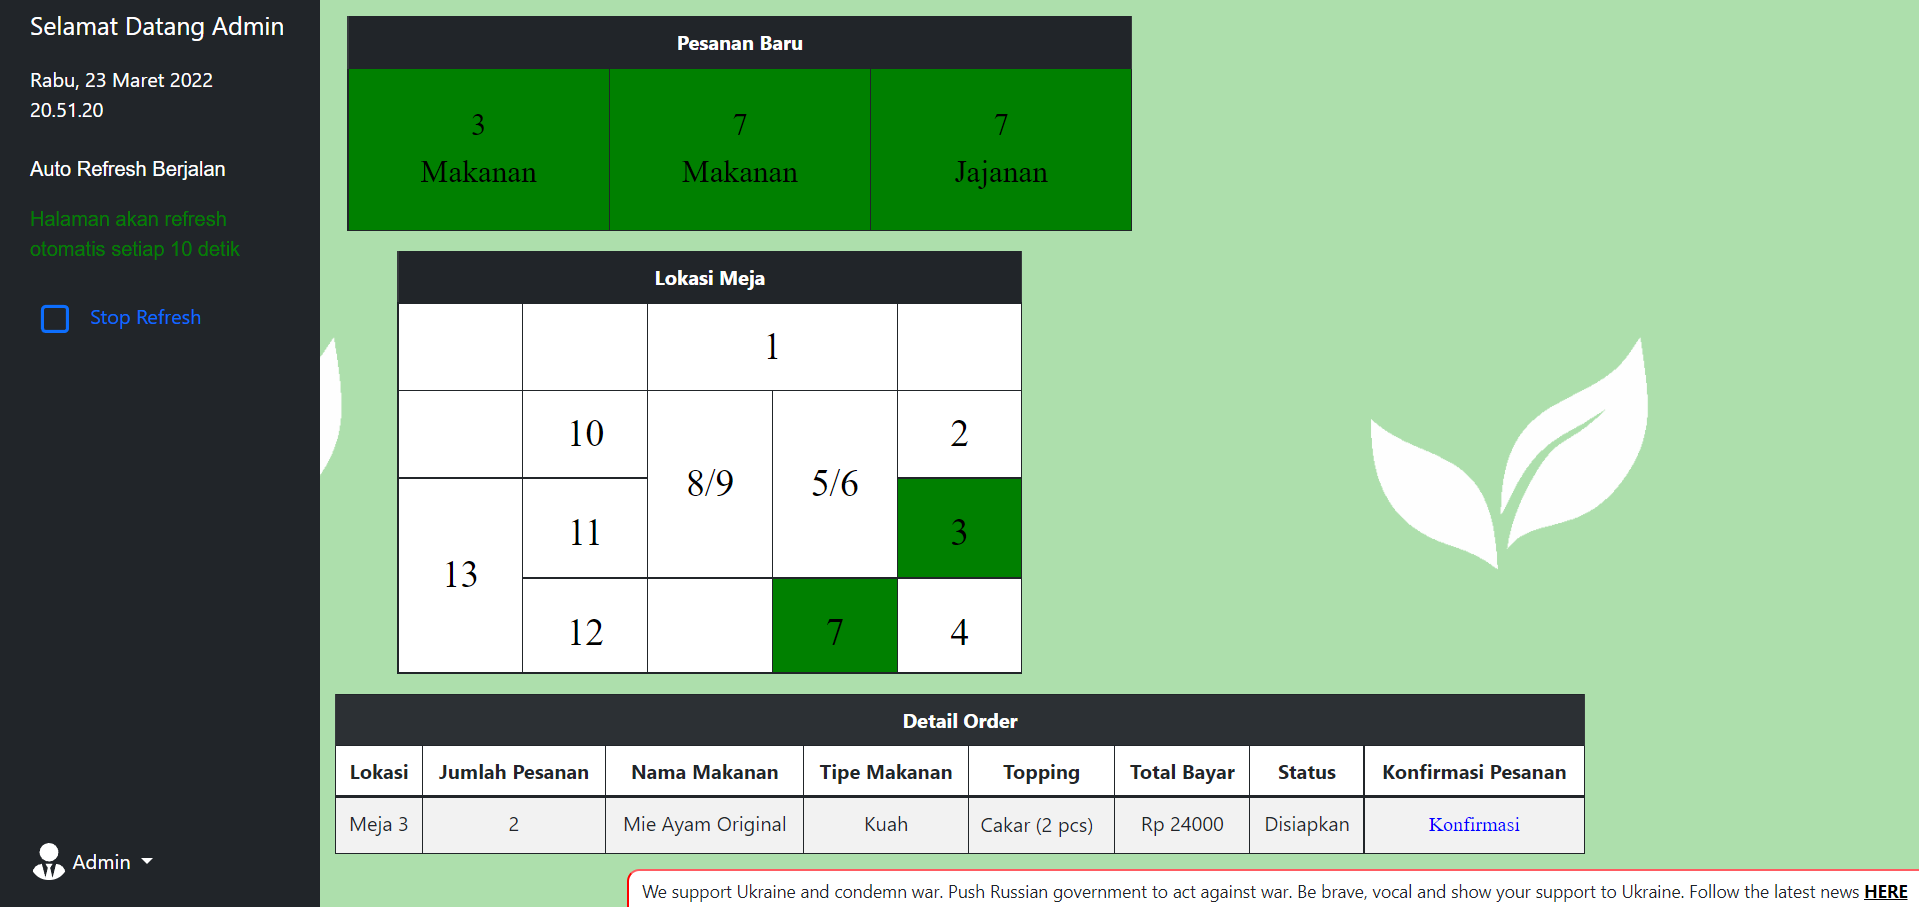 Selamat Datang Admin
Rabu, 23 Maret 2022
20.51.20
Auto Refresh Berjalan
Halaman akan refresh
otomatis setiap 10 detik
Stop Refresh
Admin
Pesanan Baru
3 7 7
Makanan Makanan Jajanan
Lokasi Meja
1
10 2
8/9 5/6
11 3
13
12 7 4
Detail Order
Lokasi Jumlah Pesanan Nama Makanan Tipe Makanan Topping Total Bayar Status Konfirmasi Pesanan
Meja 3 2 Mie Ayam Original Kuah Cakar (2 pcs) Rp 24000 Disiapkan Konfirmasi
We support Ukraine and condemn war. Push Russian government to act against war. Be brave, vocal and show your support to Ukraine. Follow the latest news HERE